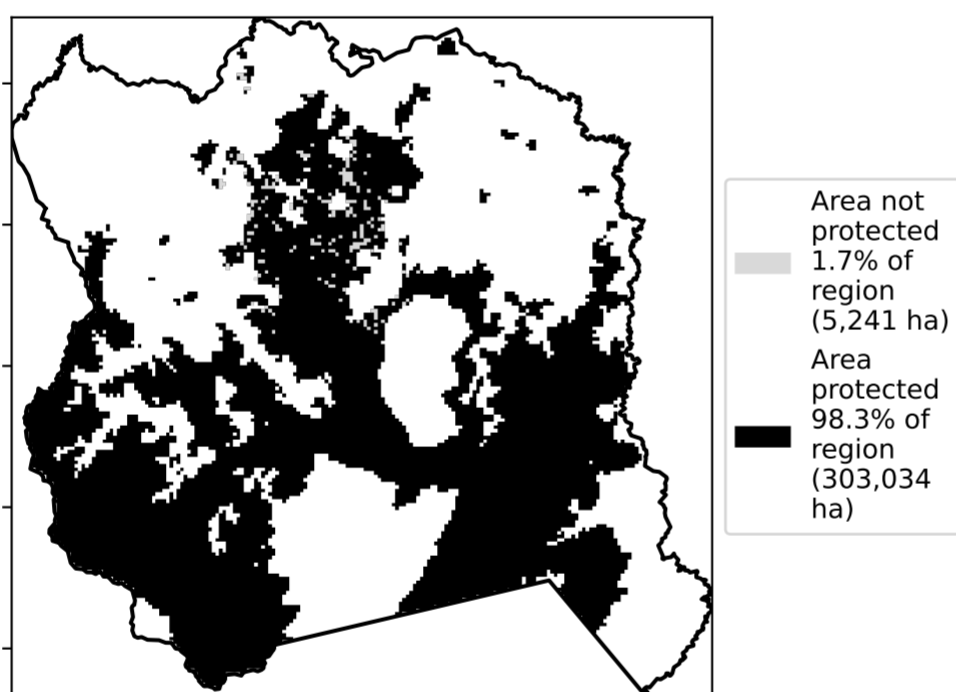 Area not
protected
1.7% of
region
(5,241 ha)
Area
protected
98.3% of
region
(303,034
ha)